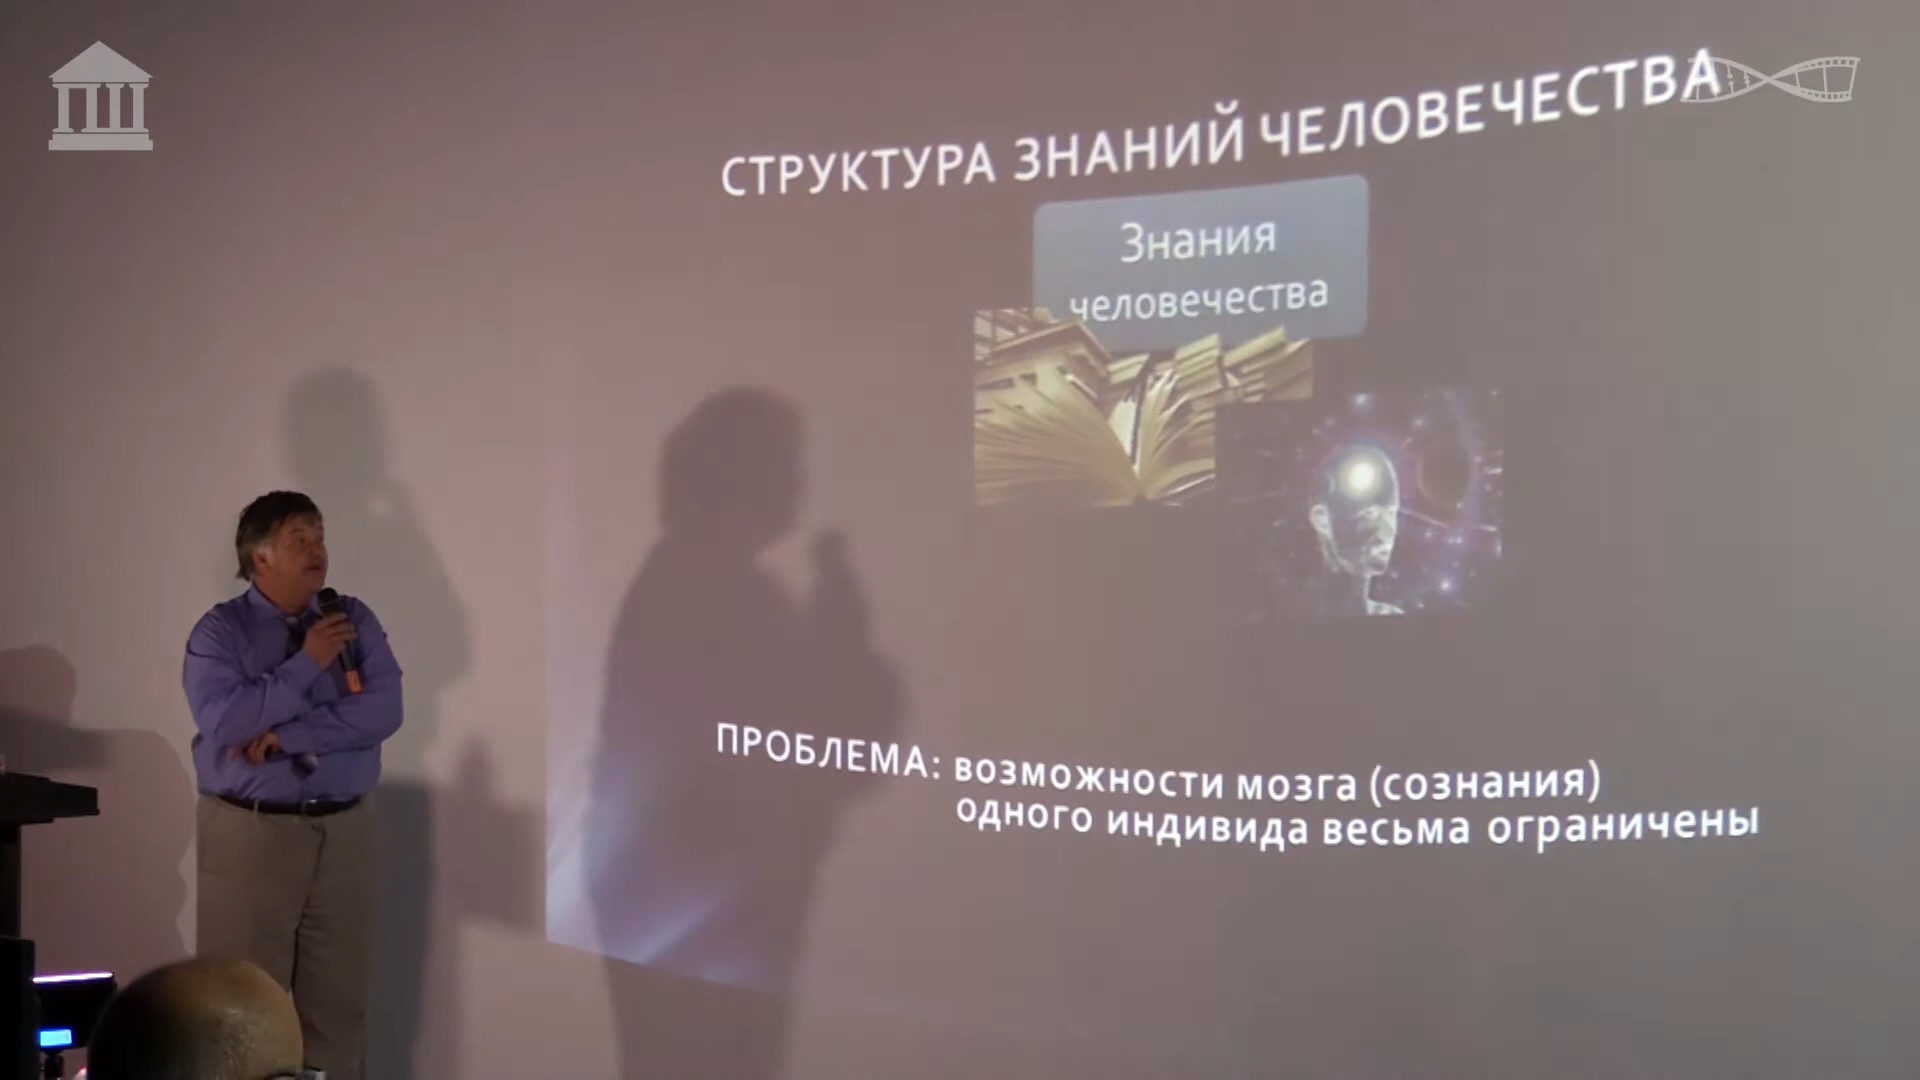 СТРУКТУРА ЗНАНИЙ ЧЕЛОВЕЧЕСТВА
Знания
человечества
ПРОБЛЕМА: возможности мозга (сознания)
одного индивида весьма ограничены